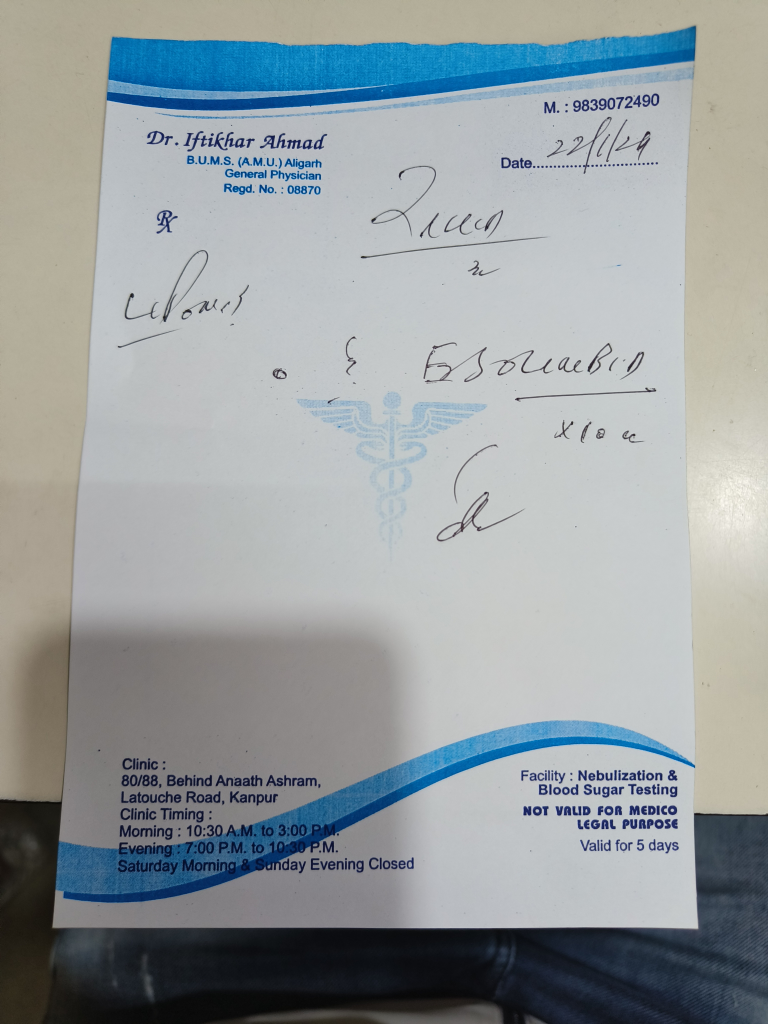 M. : 9839072490
Dr. Iftikhar Ahmad
B.U.M.S. (A.M.U.) Aligarh
General Physician
Regd. No. : 08870
Date 22/1/24
Rx
x 10
Clinic :
80/88, Behind Anaath Ashram,
Latouche Road, Kanpur
Clinic Timing :
Morning : 10:30 A.M. to 3:00 P.M.
Evening : 7:00 P.M. to 10:30 P.M.
Saturday Morning & Sunday Evening Closed
Facility : Nebulization &
Blood Sugar Testing
NOT VALID FOR MEDICO
LEGAL PURPOSE
Valid for 5 days